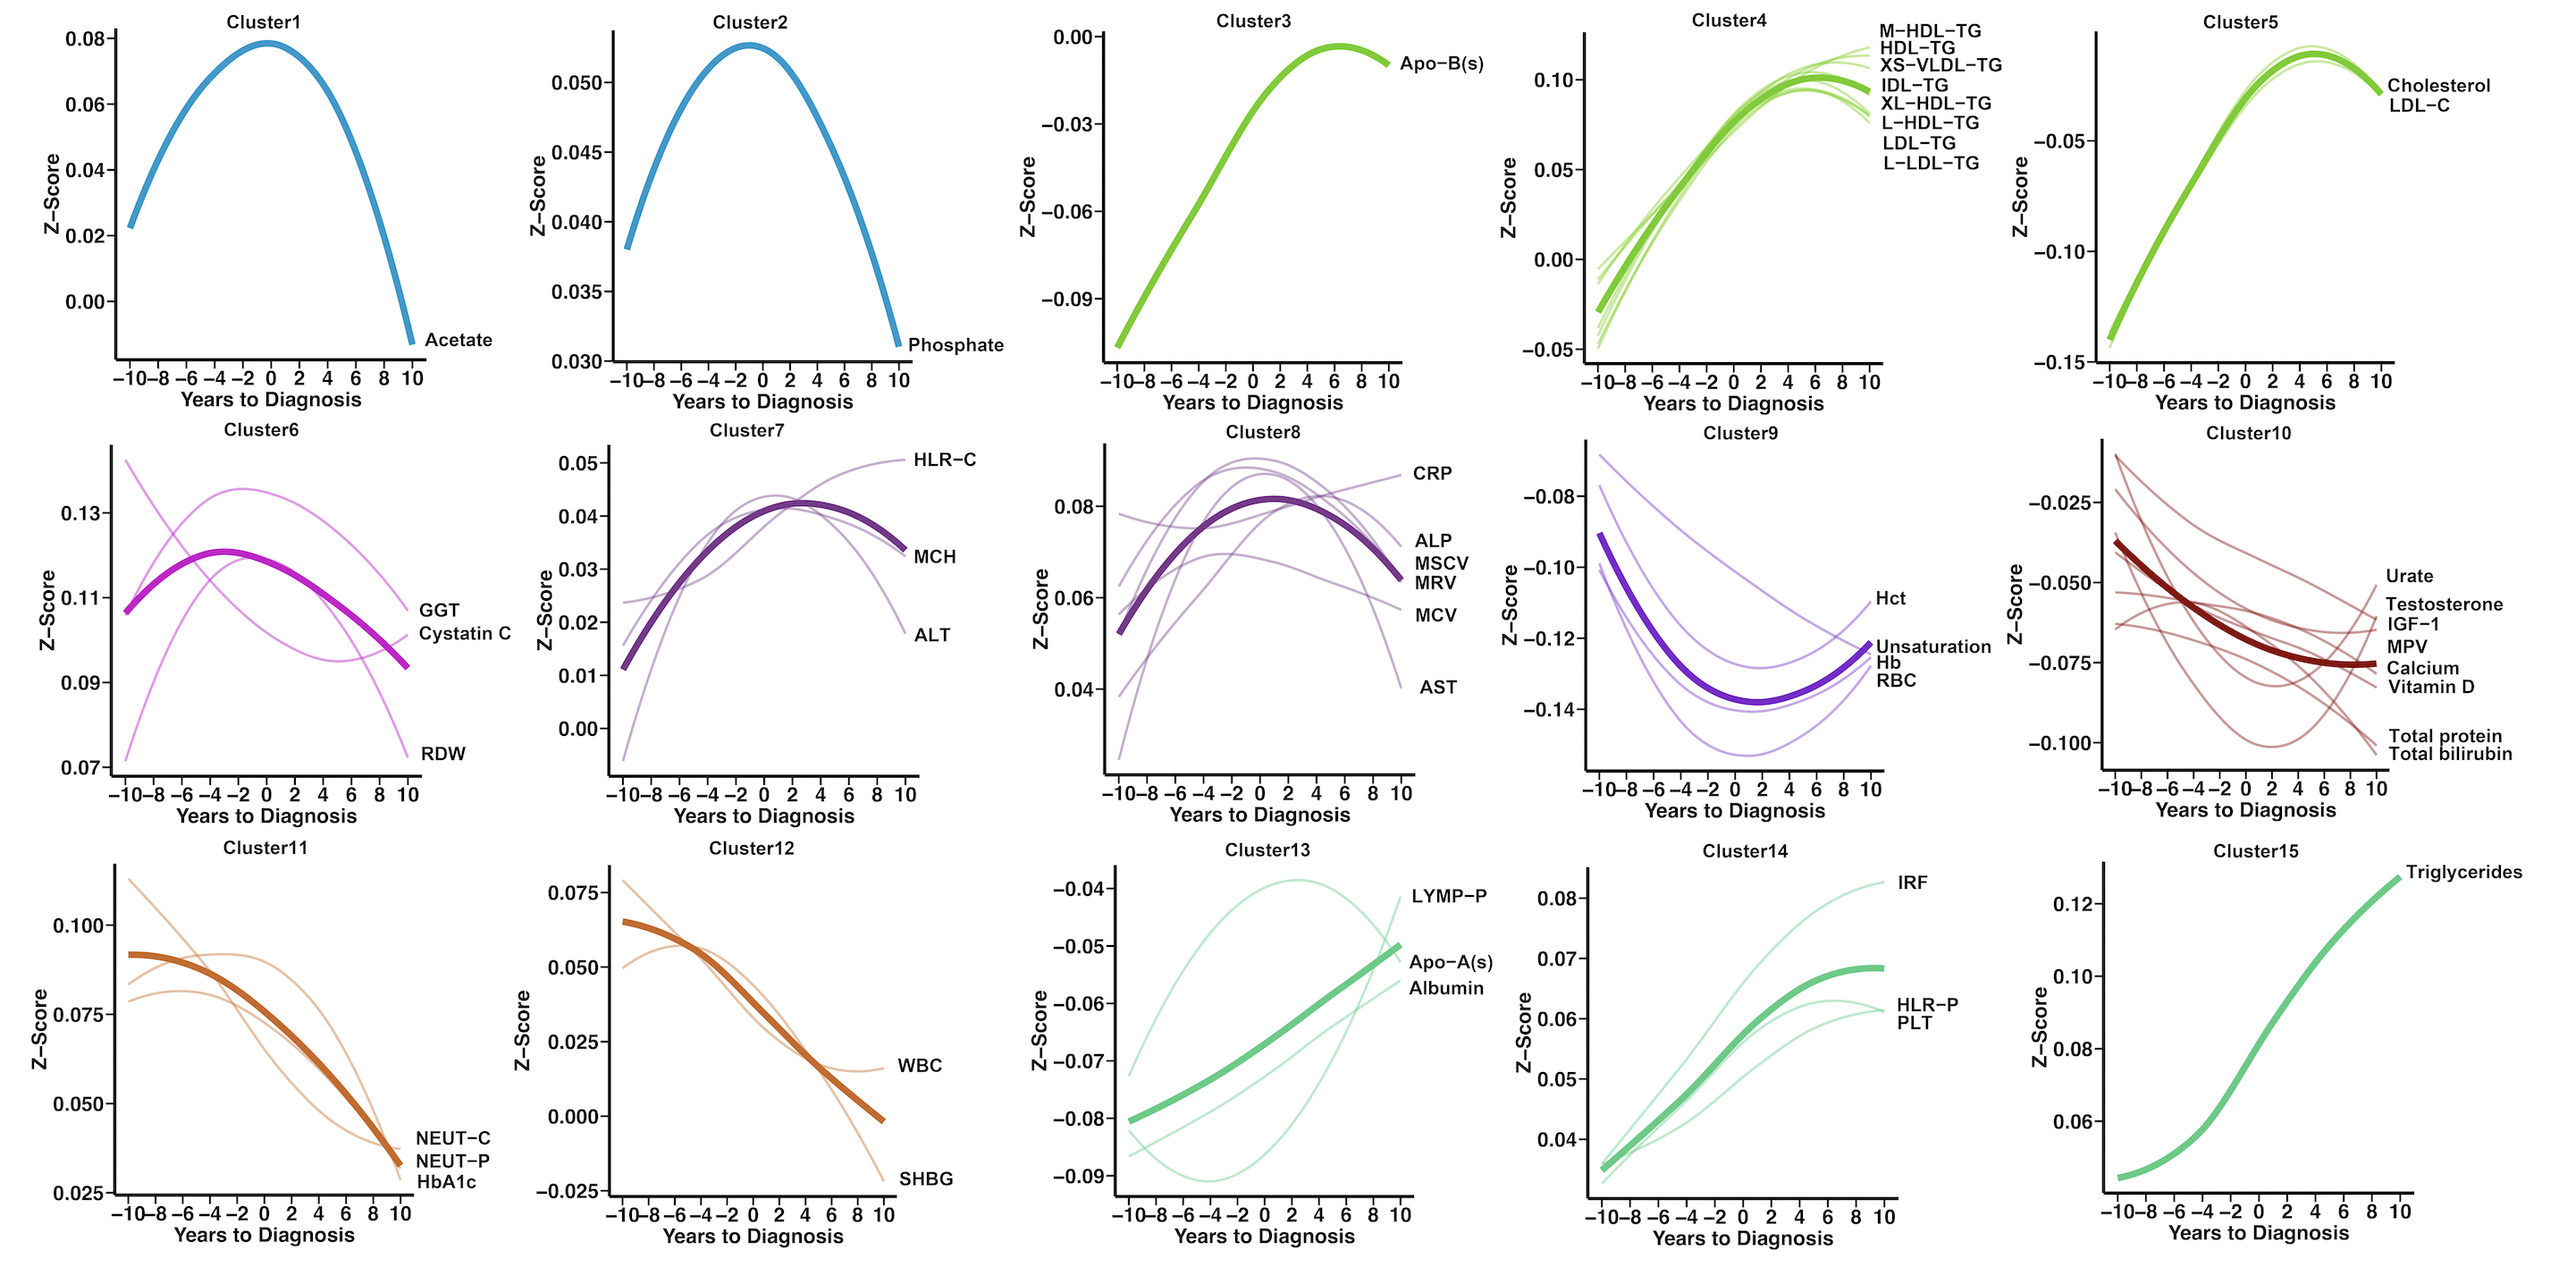 Cluster1
Z−Score
0.08
0.06
0.04
0.02
0.00
Acetate
−10 −8 −6 −4 −2 0 2 4 6 8 10
Years to Diagnosis
Cluster2
Z−Score
0.050
0.045
0.040
0.035
0.030
Phosphate
−10 −8 −6 −4 −2 0 2 4 6 8 10
Years to Diagnosis
Cluster3
Z−Score
0.00
−0.03
−0.06
−0.09
Apo−B(s)
−10 −8 −6 −4 −2 0 2 4 6 8 10
Years to Diagnosis
Cluster4
Z−Score
0.10
0.05
0.00
−0.05
M−HDL−TG
HDL−TG
XS−VLDL−TG
IDL−TG
XL−HDL−TG
L−HDL−TG
LDL−TG
L−LDL−TG
−10 −8 −6 −4 −2 0 2 4 6 8 10
Years to Diagnosis
Cluster5
Z−Score
−0.05
−0.10
−0.15
Cholesterol
LDL−C
−10 −8 −6 −4 −2 0 2 4 6 8 10
Years to Diagnosis
Cluster6
Z−Score
0.13
0.11
0.09
0.07
GGT
Cystatin C
RDW
−10 −8 −6 −4 −2 0 2 4 6 8 10
Years to Diagnosis
Cluster7
Z−Score
0.05
0.04
0.03
0.02
0.01
0.00
HLR−C
MCH
ALT
−10 −8 −6 −4 −2 0 2 4 6 8 10
Years to Diagnosis
Cluster8
Z−Score
0.08
0.06
0.04
CRP
ALP
MSCV
MRV
MCV
AST
−10 −8 −6 −4 −2 0 2 4 6 8 10
Years to Diagnosis
Cluster9
Z−Score
−0.08
−0.10
−0.12
−0.14
Hct
Unsaturation
Hb
RBC
−10 −8 −6 −4 −2 0 2 4 6 8 10
Years to Diagnosis
Cluster10
Z−Score
−0.025
−0.050
−0.075
−0.100
Urate
Testosterone
IGF−1
MPV
Calcium
Vitamin D
Total protein
Total bilirubin
−10 −8 −6 −4 −2 0 2 4 6 8 10
Years to Diagnosis
Cluster11
Z−Score
0.100
0.075
0.050
0.025
NEUT−C
NEUT−P
HbA1c
−10 −8 −6 −4 −2 0 2 4 6 8 10
Years to Diagnosis
Cluster12
Z−Score
0.075
0.050
0.025
0.000
−0.025
WBC
SHBG
−10 −8 −6 −4 −2 0 2 4 6 8 10
Years to Diagnosis
Cluster13
Z−Score
−0.04
−0.05
−0.06
−0.07
−0.08
−0.09
LYMP−P
Apo−A(s)
Albumin
−10 −8 −6 −4 −2 0 2 4 6 8 10
Years to Diagnosis
Cluster14
Z−Score
0.08
0.07
0.06
0.05
0.04
IRF
HLR−P
PLT
−10 −8 −6 −4 −2 0 2 4 6 8 10
Years to Diagnosis
Cluster15
Z−Score
0.12
0.10
0.08
0.06
Triglycerides
−10 −8 −6 −4 −2 0 2 4 6 8 10
Years to Diagnosis